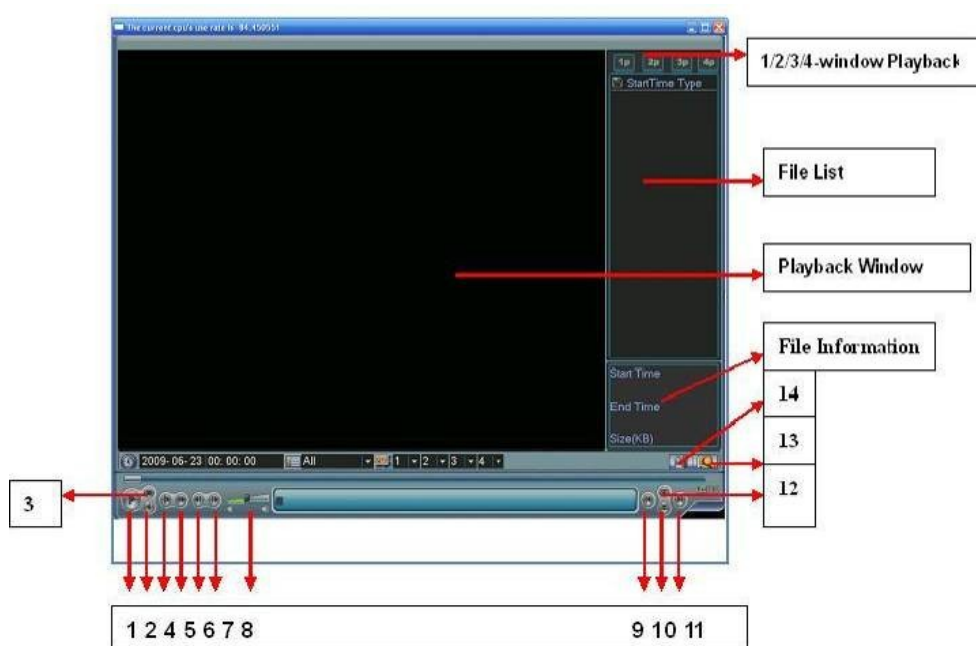 The current cpu's use rate is 94.450551
1p 2p 3p 4p
1/2/3/4-window Playback
StartTime Type
File List
Playback Window
File Information
Start Time
End Time
Size(KB)
14
13
12
2009-06-23 00:00:00 All 1 2 3 4
3
1 2 4 5 6 7 8
9 10 11